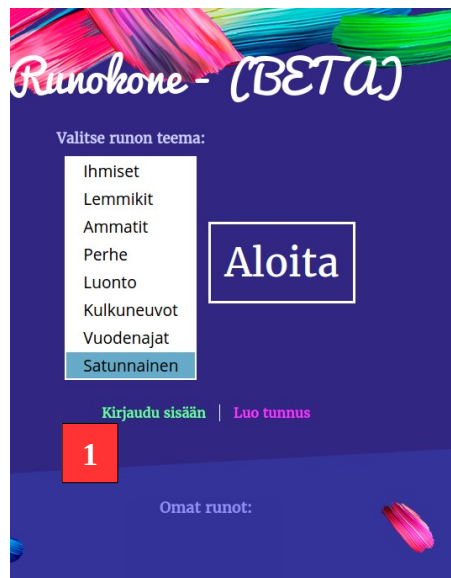 Runokone - (BETA)
Valitse runon teema:
Ihmiset
Lemmikit
Ammatit
Perhe
Luonto
Kulkuneuvot
Vuodenajat
Satunnainen
Aloita
Kirjaudu sisään | Luo tunnus
1
Omat runot: